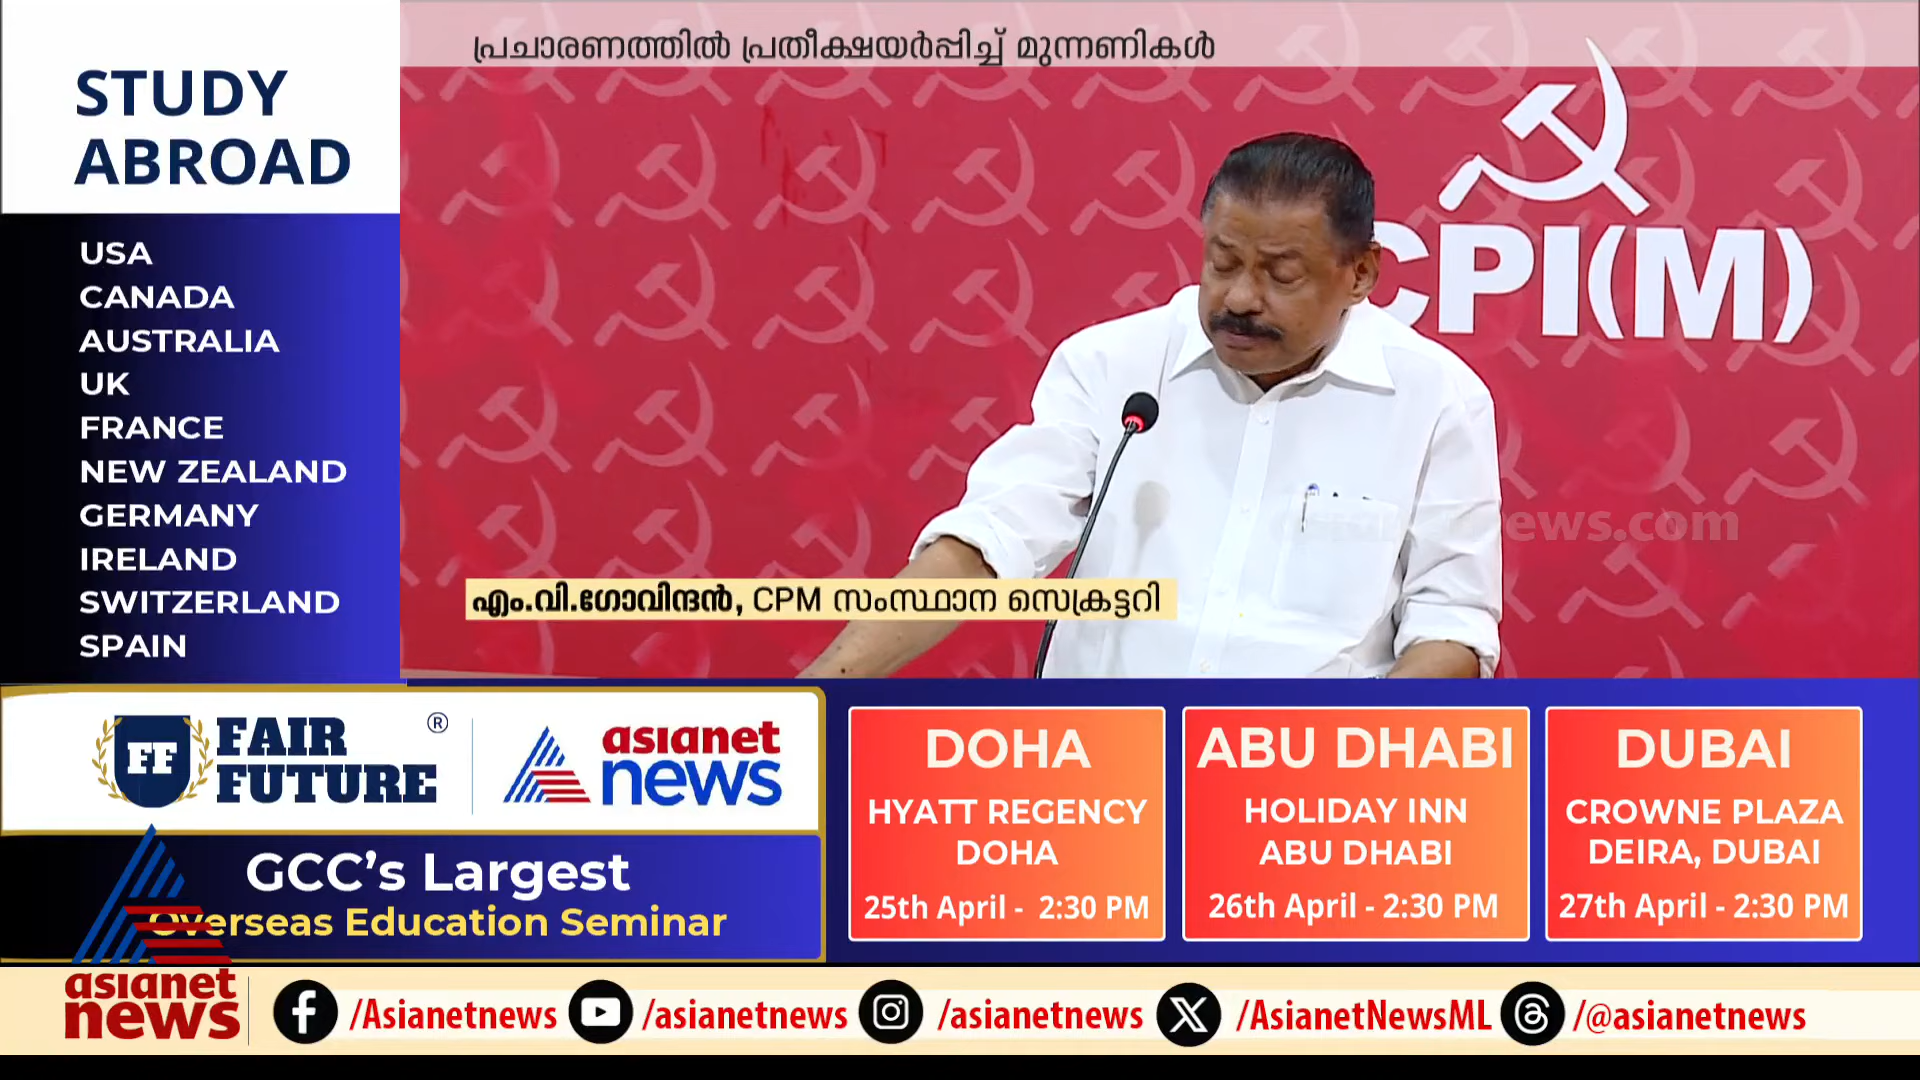 പ്രചാരണത്തിൽ പ്രതീക്ഷയർപ്പിച്ച് മുന്നണികൾ
STUDY
ABROAD
USA
CANADA
AUSTRALIA
UK
FRANCE
NEW ZEALAND
GERMANY
IRELAND
SWITZERLAND
SPAIN
CPI(M)
news.com
എം.വി.ഗോവിന്ദൻ, CPM സംസ്ഥാന സെക്രട്ടറി
FF FAIR FUTURE ®
asianet
news
GCC's Largest
Overseas Education Seminar
DOHA
HYATT REGENCY
DOHA
25th April - 2:30 PM
ABU DHABI
HOLIDAY INN
ABU DHABI
26th April - 2:30 PM
DUBAI
CROWNE PLAZA
DEIRA, DUBAI
27th April - 2:30 PM
asianet
news
/Asianetnews
/asianetnews
/asianetnews
/AsianetNewsML
/@asianetnews